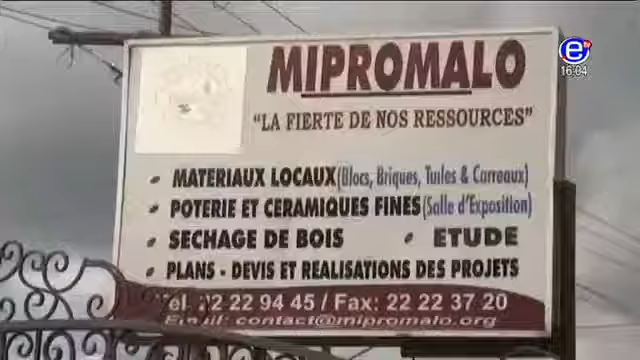 e
16:04
MIPROMALO
"LA FIERTE DE NOS RESSOURCES"
• MATERIAUX LOCAUX (Blocs, Briques, Tuiles & Carreaux)
• POTERIE ET CERAMIQUES FINES (Salle d'Exposition)
• SECHAGE DE BOIS • ETUDE
• PLANS - DEVIS ET REALISATIONS DES PROJETS
Tel: 22 22 94 45 / Fax: 22 22 37 20
Email: contact@mipromalo.org